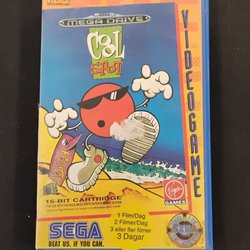 MEGA DRIVE
COOL
SPOT
VIDEOGAME
Virgin
GAMES
16-BIT CARTRIDGE
SEGA
BEAT US. IF YOU CAN.
1 Film/Dag
2 Filmer/Dag
3 eller fler filmer
3 Dagar